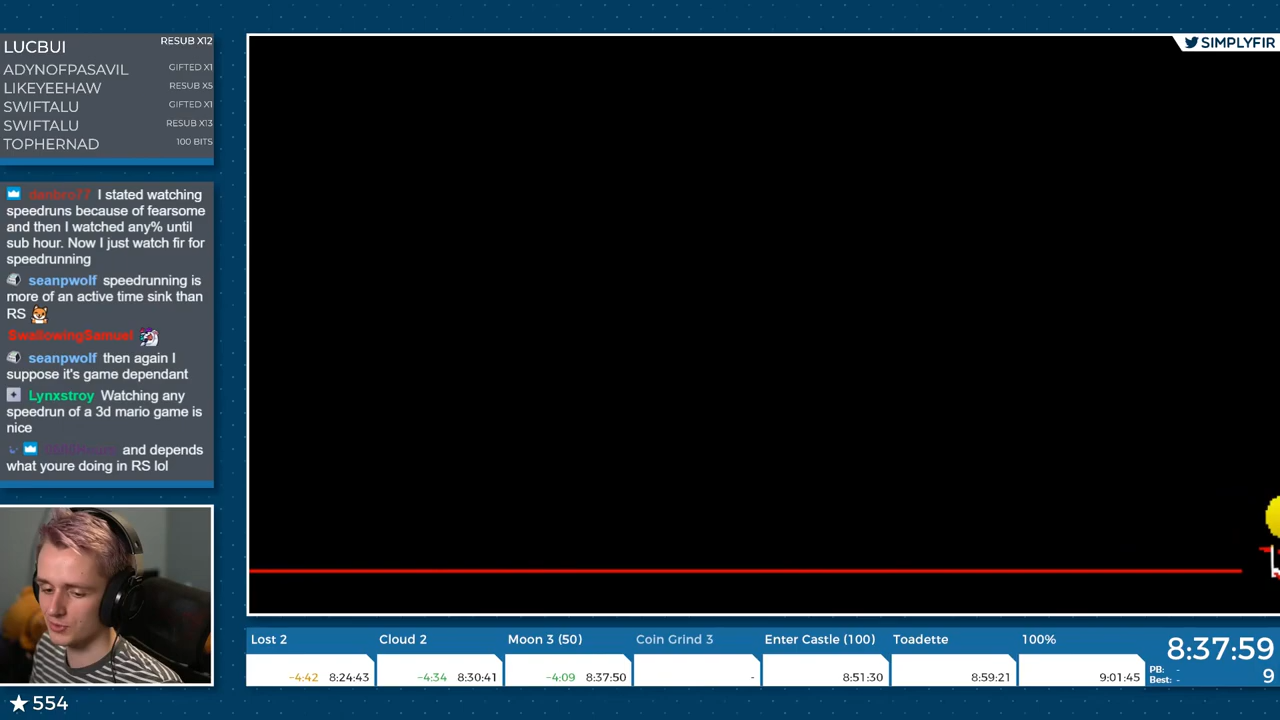 LUCBUI RESUB X12
ADYNOFPASAVIL GIFTED X1
LIKEYEEHAW RESUB X5
SWIFTALU GIFTED X1
SWIFTALU RESUB X13
TOPHERNAD 100 BITS
danbro77 I stated watching
speedruns because of fearsome
and then I watched any% until
sub hour. Now I just watch fir for
speedrunning
seanpwolf speedrunning is
more of an active time sink than
RS
SwallowingSamuel
seanpwolf then again I
suppose it's game dependant
Lynxstroy Watching any
speedrun of a 3d mario game is
nice
and depends
what youre doing in RS lol
SIMPLYFIR
Lost 2 Cloud 2 Moon 3 (50) Coin Grind 3 Enter Castle (100) Toadette 100%
-4:42 8:24:43 -4:34 8:30:41 -4:09 8:37:50 - 8:51:30 8:59:21 9:01:45
8:37:59
PB: -
Best: - 9
★ 554